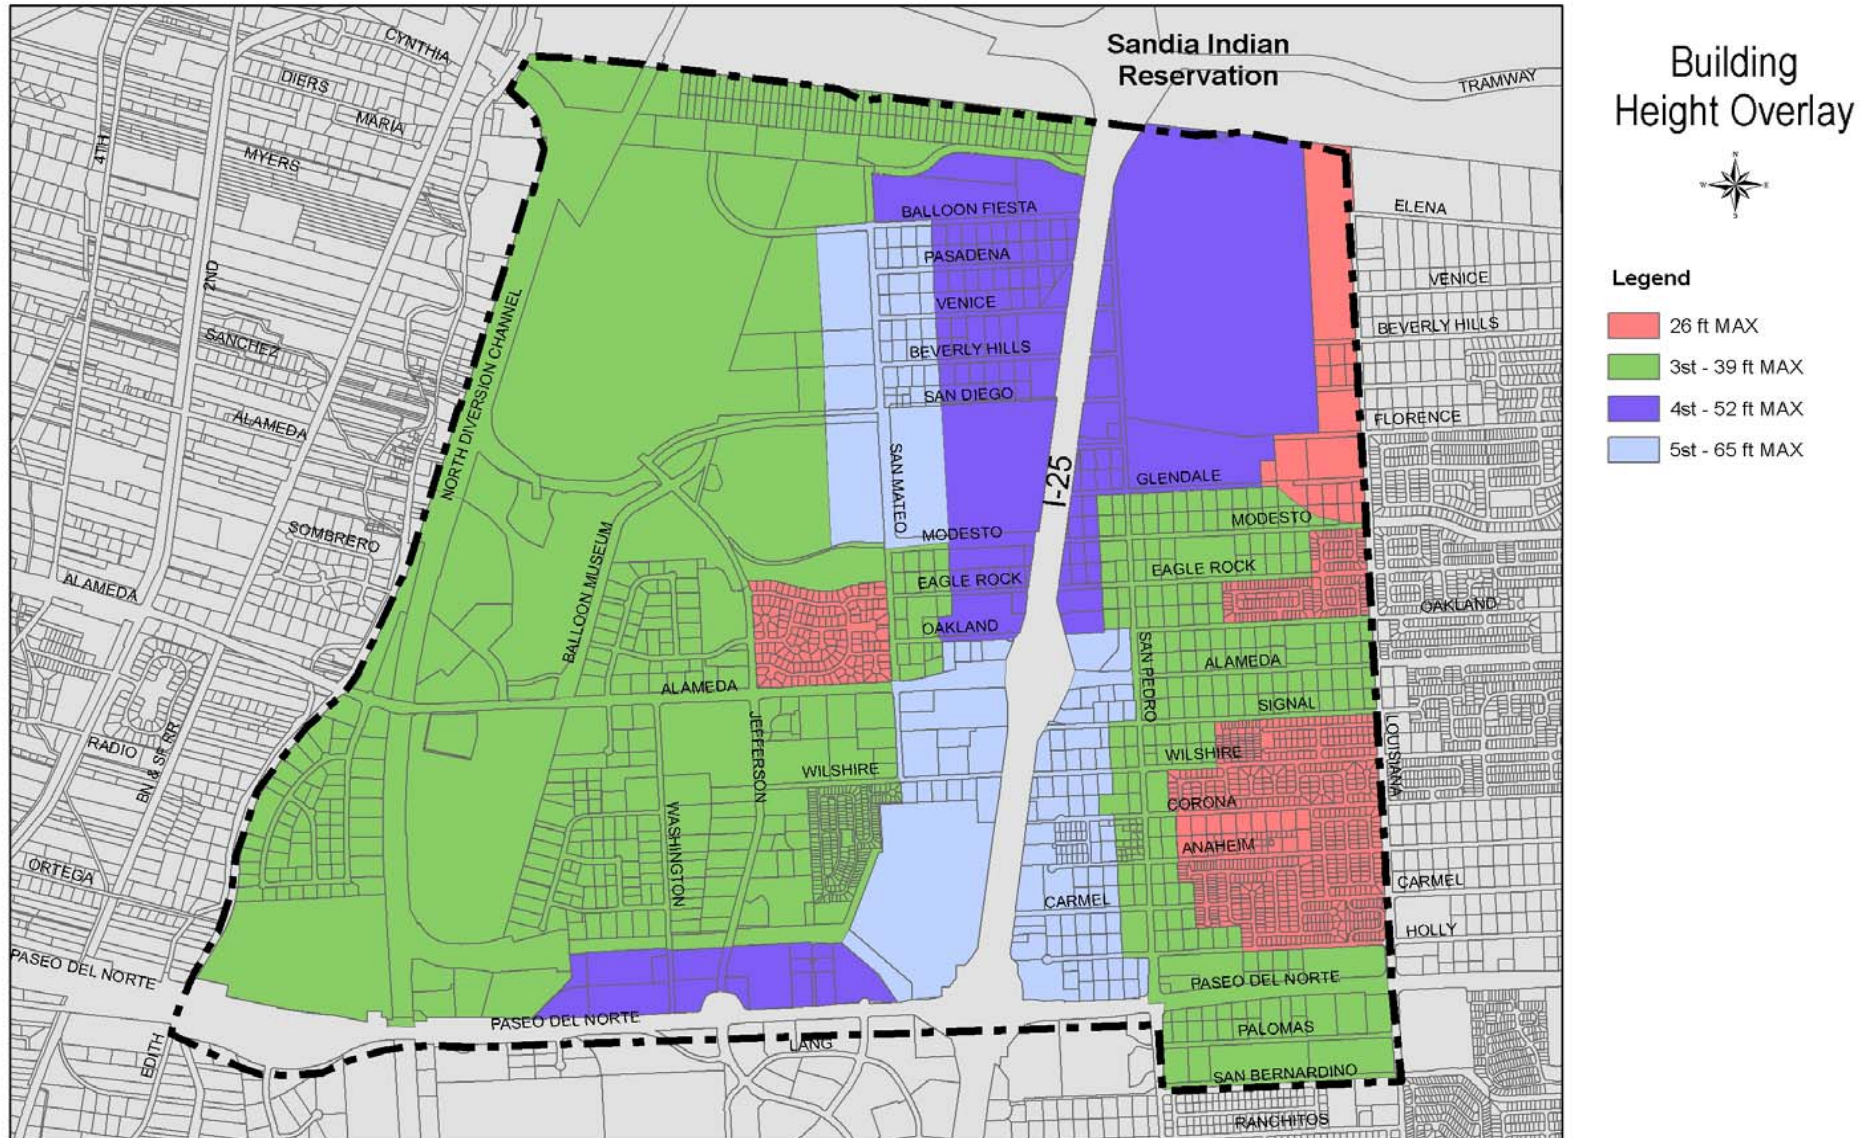 Sandia Indian
Reservation
Building
Height Overlay
N
W
E
S
Legend
26 ft MAX
3st - 39 ft MAX
4st - 52 ft MAX
5st - 65 ft MAX
CYNTHIA
DIERS
MARIA
MYERS
4TH
2ND
SANCHEZ
ALAMEDA
SOMBRERO
ALAMEDA
RADIO
BN & SF RR
ORTEGA
PASEO DEL NORTE
EDITH
NORTH DIVERSION CHANNEL
BALLOON MUSEUM
TRAMWAY
BALLOON FIESTA
PASADENA
VENICE
BEVERLY HILLS
SAN DIEGO
SAN MATEO
MODESTO
EAGLE ROCK
OAKLAND
ALAMEDA
JEFFERSON
WILSHIRE
WASHINGTON
I-25
GLENDALE
MODESTO
EAGLE ROCK
SAN PEDRO
ALAMEDA
SIGNAL
WILSHIRE
CORONA
ANAHEIM
CARMEL
PASEO DEL NORTE
PALOMAS
SAN BERNARDINO
RANCHITOS
PASEO DEL NORTE
LANG
ELENA
VENICE
BEVERLY HILLS
FLORENCE
OAKLAND
LOUISIANA
CARMEL
HOLLY